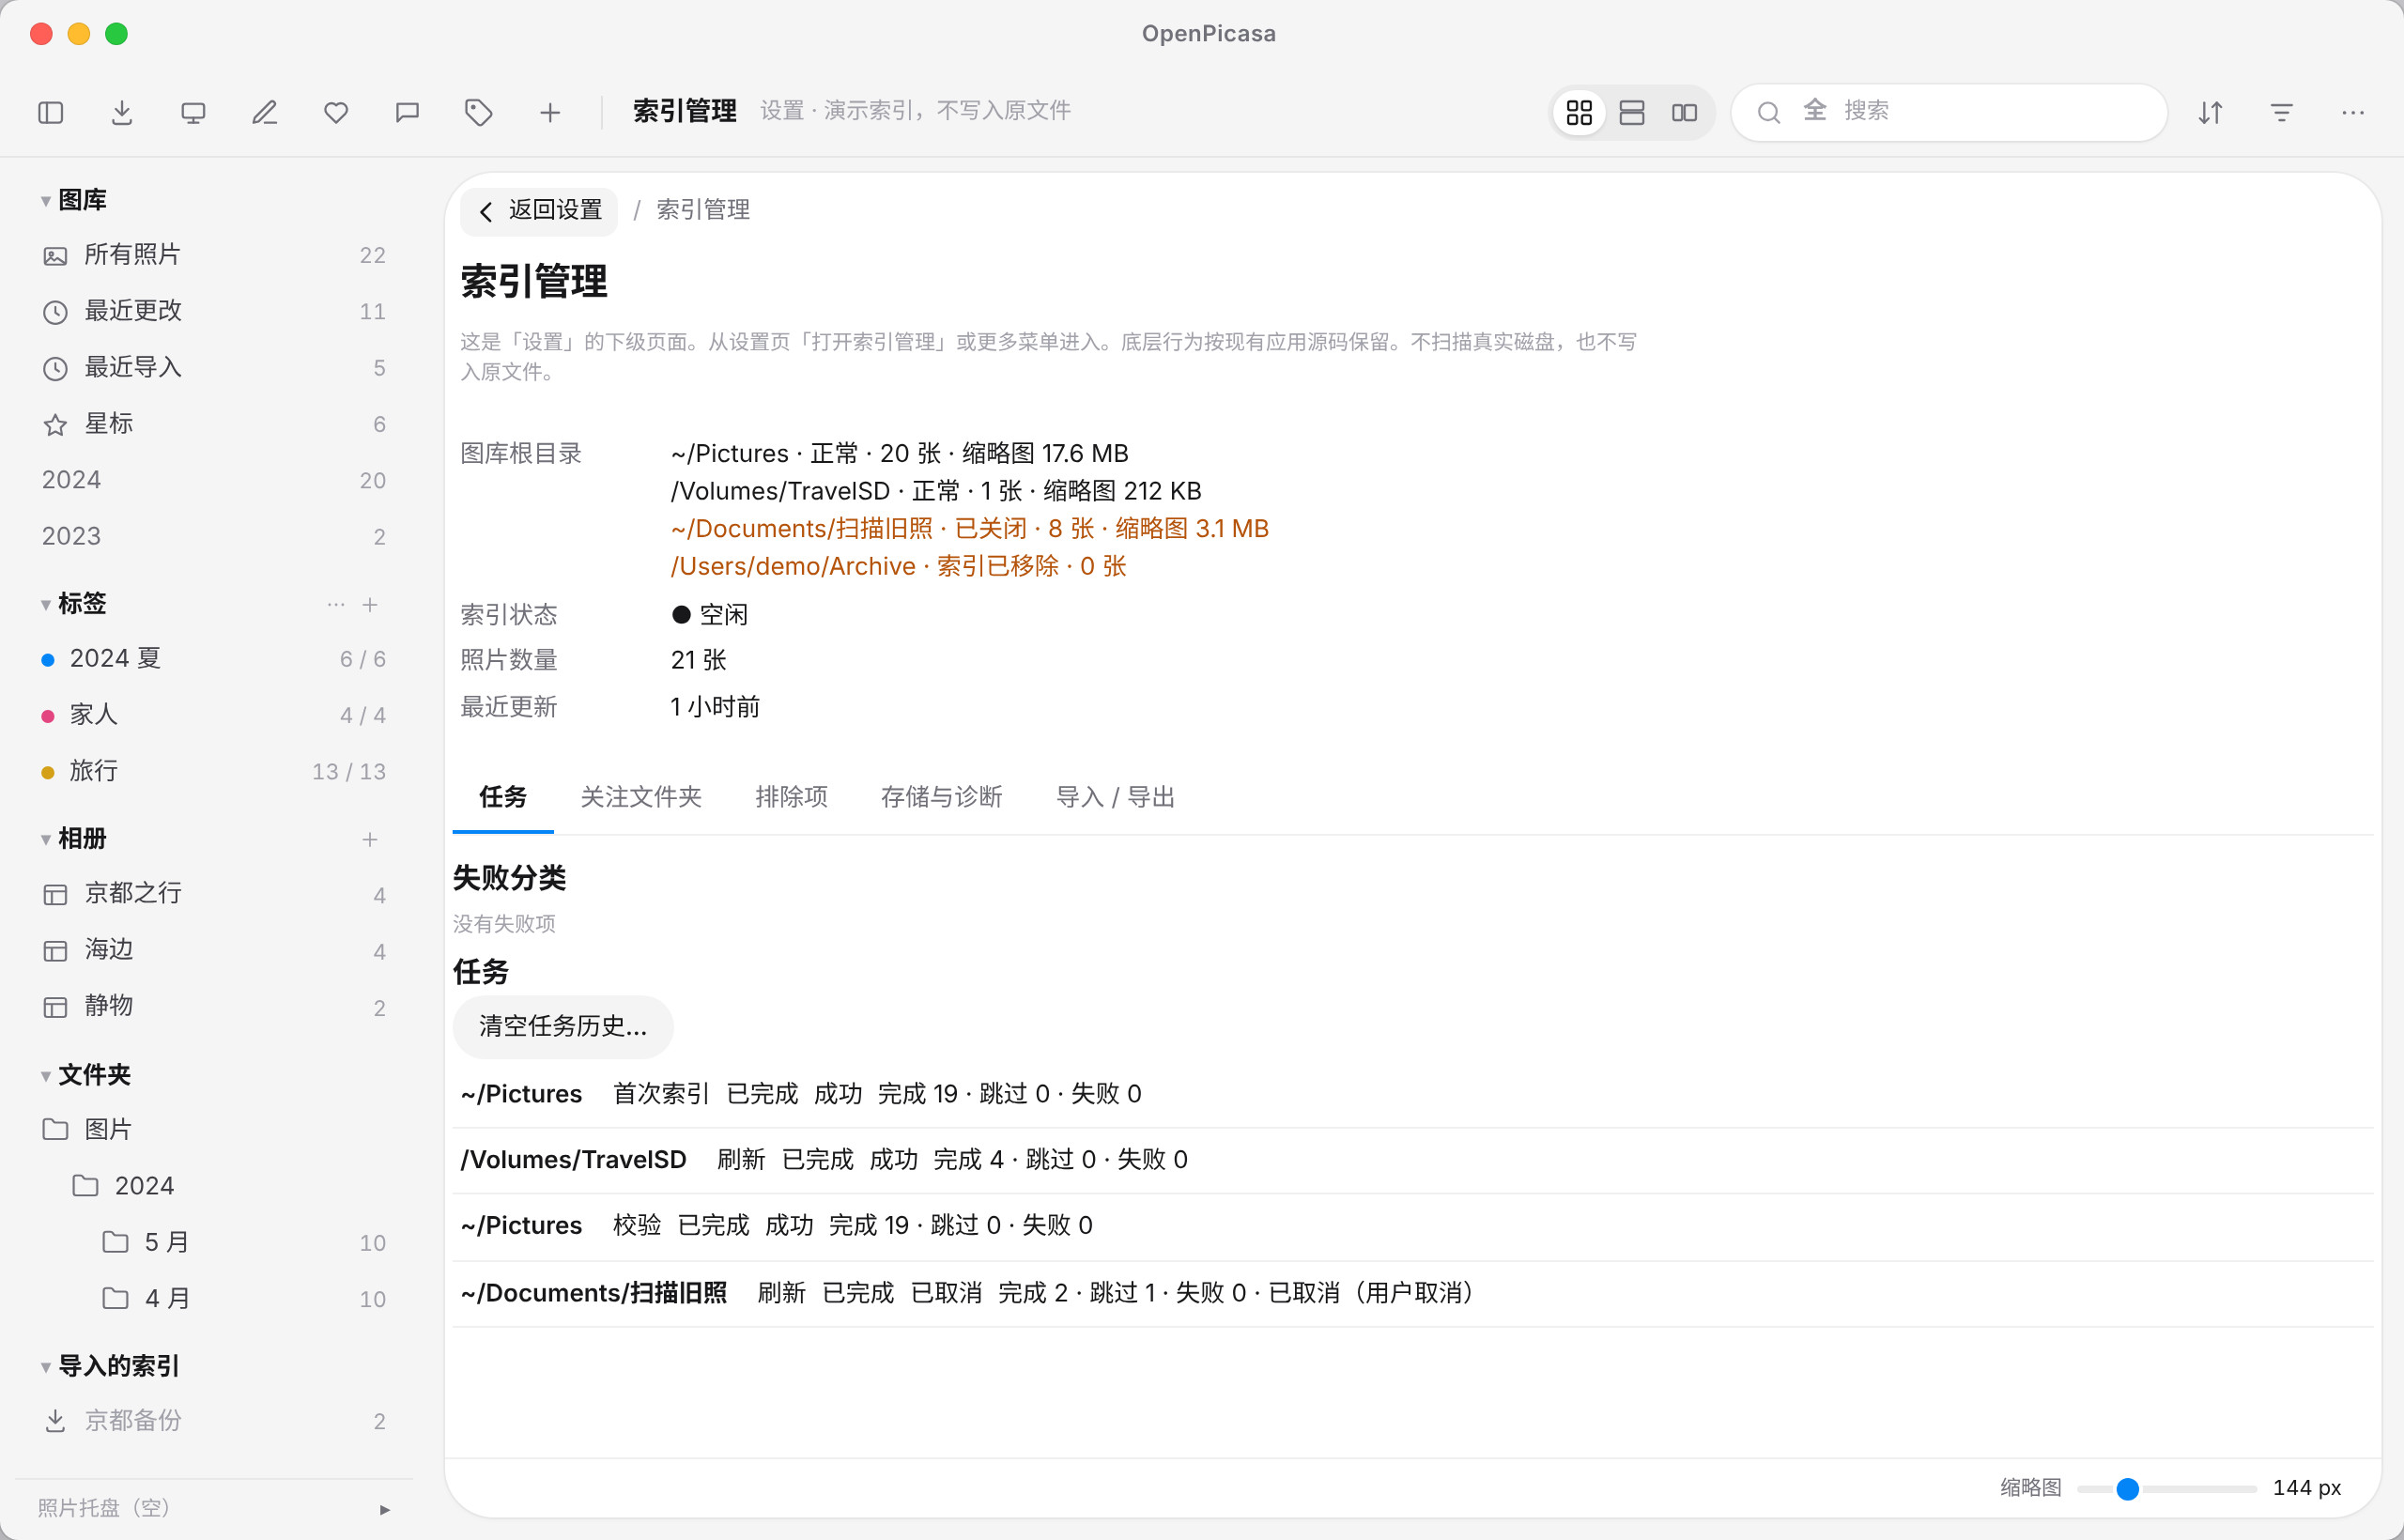 OpenPicasa
索引管理 设置 · 演示索引，不写入原文件
全 搜索
图库
所有照片 22
最近更改 11
最近导入 5
星标 6
2024 20
2023 2
标签
2024 夏 6 / 6
家人 4 / 4
旅行 13 / 13
相册
京都之行 4
海边 4
静物 2
文件夹
图片
2024
5 月 10
4 月 10
导入的索引
京都备份 2
照片托盘（空）
返回设置 / 索引管理
索引管理
这是「设置」的下级页面。从设置页「打开索引管理」或更多菜单进入。底层行为按现有应用源码保留。不扫描真实磁盘，也不写
入原文件。
图库根目录 ~/Pictures · 正常 · 20 张 · 缩略图 17.6 MB
/Volumes/TravelSD · 正常 · 1 张 · 缩略图 212 KB
~/Documents/扫描旧照 · 已关闭 · 8 张 · 缩略图 3.1 MB
/Users/demo/Archive · 索引已移除 · 0 张
索引状态 ● 空闲
照片数量 21 张
最近更新 1 小时前
任务 关注文件夹 排除项 存储与诊断 导入 / 导出
失败分类
没有失败项
任务
清空任务历史...
~/Pictures 首次索引 已完成 成功 完成 19 · 跳过 0 · 失败 0
/Volumes/TravelSD 刷新 已完成 成功 完成 4 · 跳过 0 · 失败 0
~/Pictures 校验 已完成 成功 完成 19 · 跳过 0 · 失败 0
~/Documents/扫描旧照 刷新 已完成 已取消 完成 2 · 跳过 1 · 失败 0 · 已取消（用户取消）
缩略图 144 px